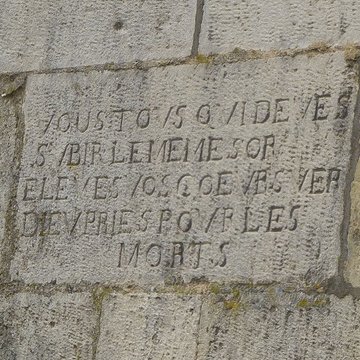 VOUS TOVS QVI DEVES
SVBIR LE MEME SOR
ELEVES VOS COEVRS VER
DIEV PRIES POVR LES
MORTS